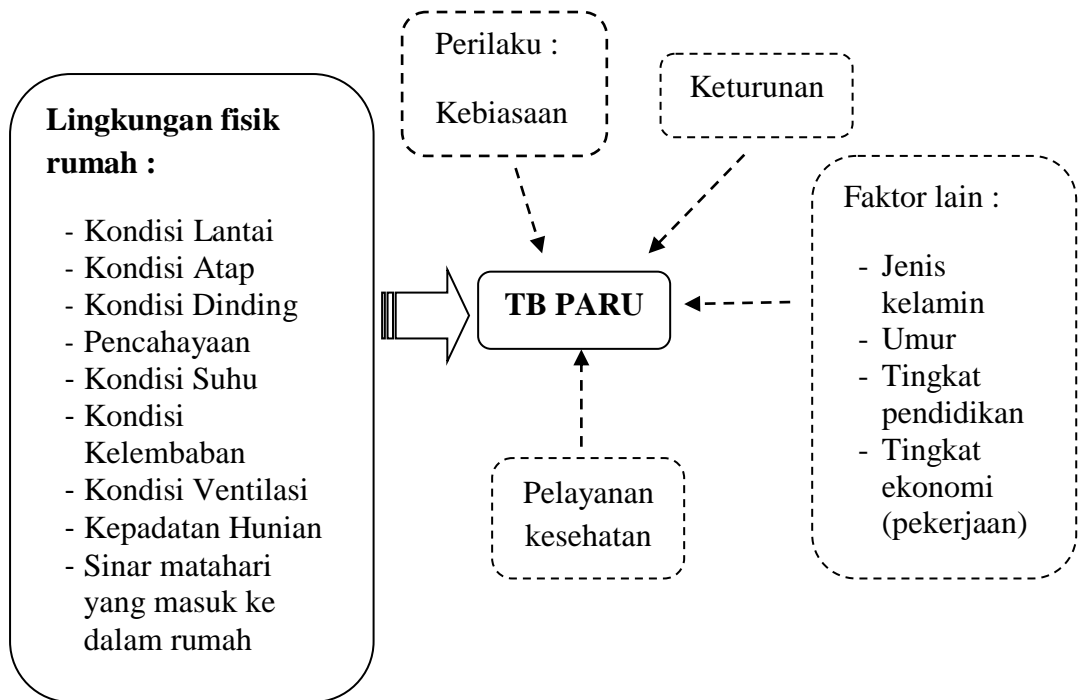 Lingkungan fisik
rumah :
- Kondisi Lantai
- Kondisi Atap
- Kondisi Dinding
- Pencahayaan
- Kondisi Suhu
- Kondisi
Kelembaban
- Kondisi Ventilasi
- Kepadatan Hunian
- Sinar matahari
yang masuk ke
dalam rumah
Perilaku :
Kebiasaan
Keturunan
TB PARU
Pelayanan
kesehatan
Faktor lain :
- Jenis
kelamin
- Umur
- Tingkat
pendidikan
- Tingkat
ekonomi
(pekerjaan)